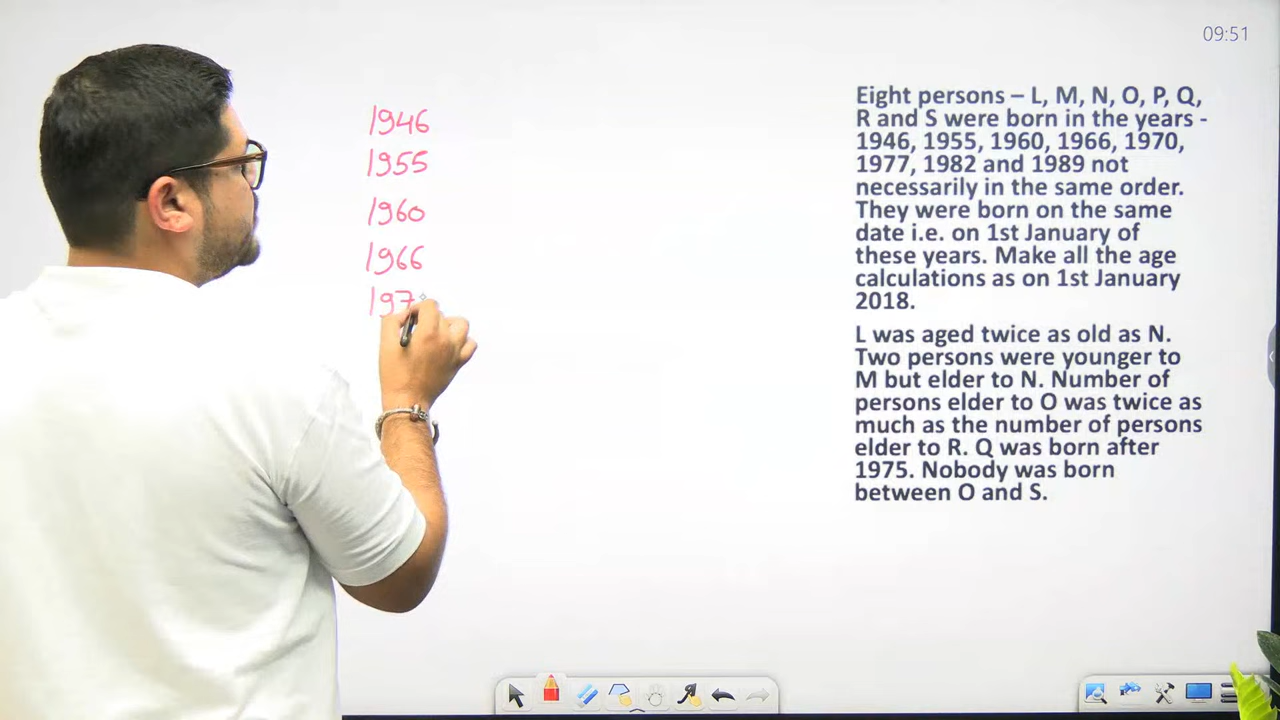 09:51
1946
1955
1960
1966
197
Eight persons – L, M, N, O, P, Q,
R and S were born in the years -
1946, 1955, 1960, 1966, 1970,
1977, 1982 and 1989 not
necessarily in the same order.
They were born on the same
date i.e. on 1st January of
these years. Make all the age
calculations as on 1st January
2018.
L was aged twice as old as N.
Two persons were younger to
M but elder to N. Number of
persons elder to O was twice as
much as the number of persons
elder to R. Q was born after
1975. Nobody was born
between O and S.